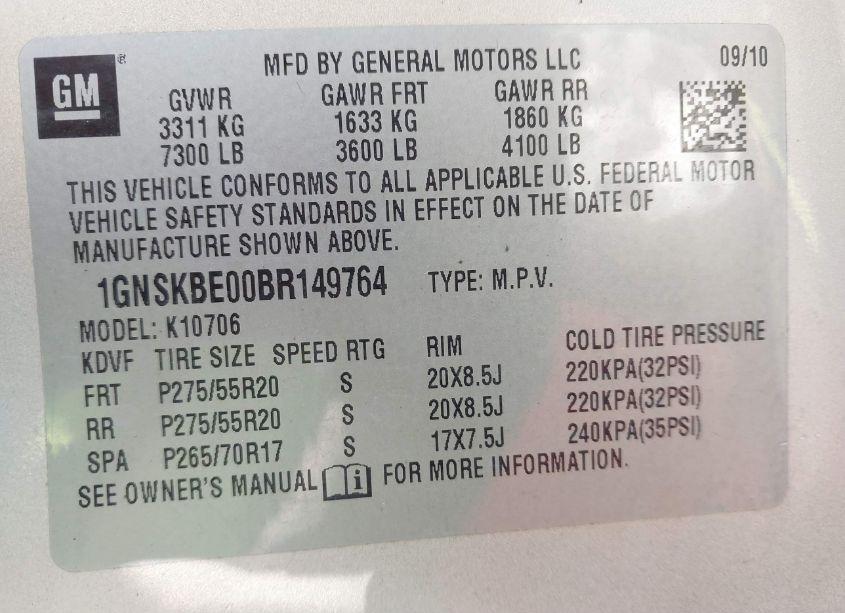 GM ®
MFD BY GENERAL MOTORS LLC 09/10
GVWR GAWR FRT GAWR RR
3311 KG 1633 KG 1860 KG
7300 LB 3600 LB 4100 LB
THIS VEHICLE CONFORMS TO ALL APPLICABLE U.S. FEDERAL MOTOR
VEHICLE SAFETY STANDARDS IN EFFECT ON THE DATE OF
MANUFACTURE SHOWN ABOVE.
1GNSKBE00BR149764 TYPE: M.P.V.
MODEL: K10706
KDVF TIRE SIZE SPEED RTG RIM COLD TIRE PRESSURE
FRT P275/55R20 S 20X8.5J 220KPA(32PSI)
RR P275/55R20 S 20X8.5J 220KPA(32PSI)
SPA P265/70R17 S 17X7.5J 240KPA(35PSI)
SEE OWNER'S MANUAL i FOR MORE INFORMATION.